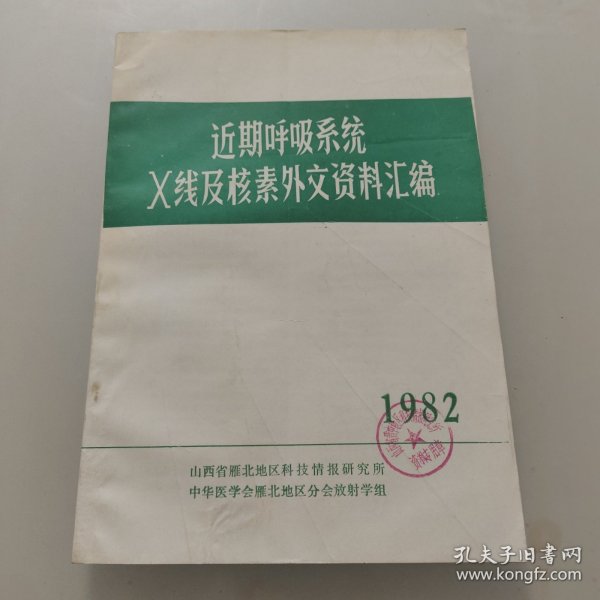 近期呼吸系统
X线及核素外文资料汇编
1982
山西省雁北地区科技情报研究所
中华医学会雁北地区分会放射学组
孔夫子旧书网
www.kongfz.com